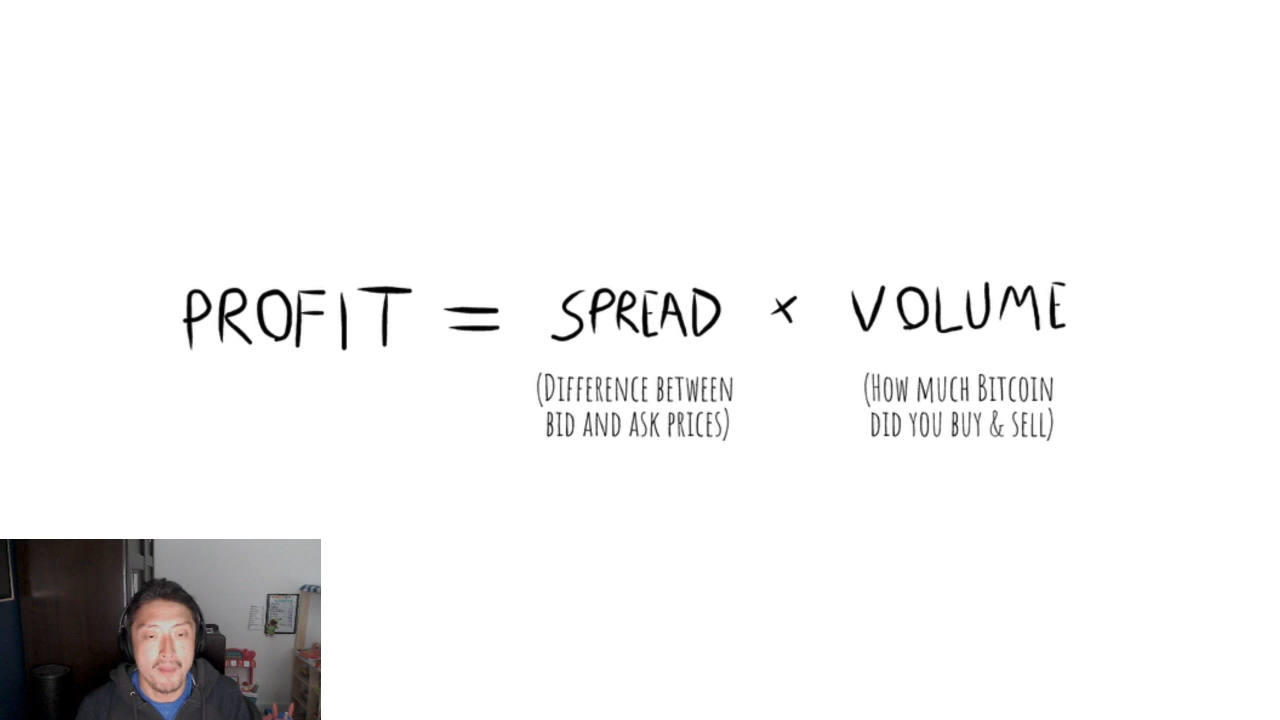 PROFIT = SPREAD x VOLUME
(DIFFERENCE BETWEEN
BID AND ASK PRICES)
(HOW MUCH BITCOIN
DID YOU BUY & SELL)